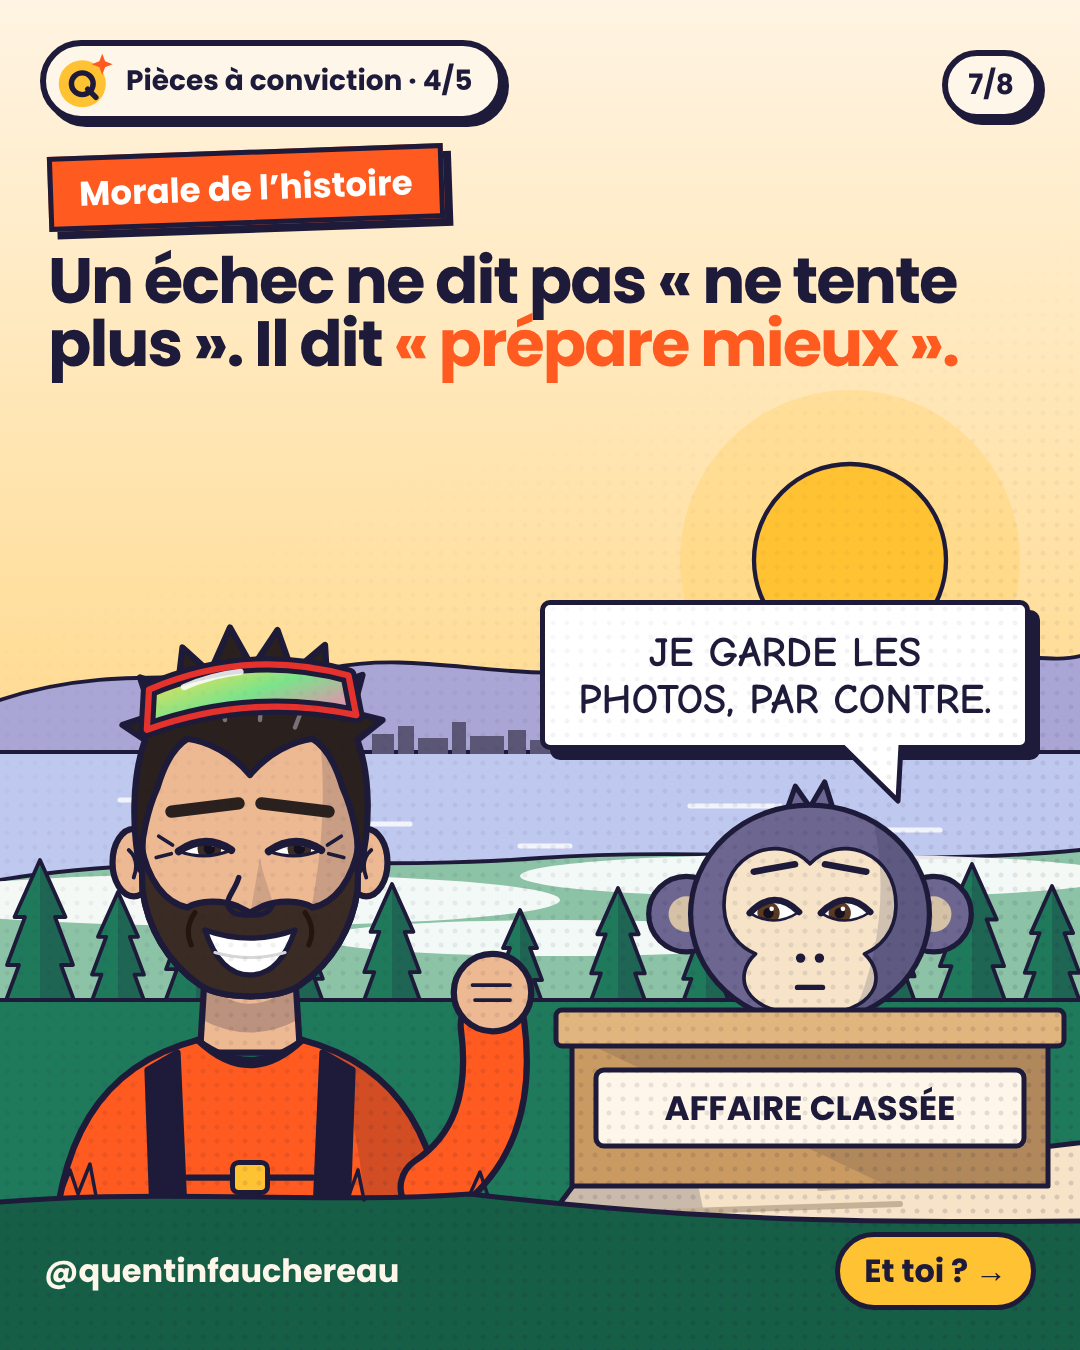 Q
Pièces à conviction · 4/5
7/8
Morale de l’histoire
Un échec ne dit pas « ne tente
plus ». Il dit « prépare mieux ».
JE GARDE LES
PHOTOS, PAR CONTRE.
AFFAIRE CLASSÉE
@quentinfauchereau
Et toi ? →